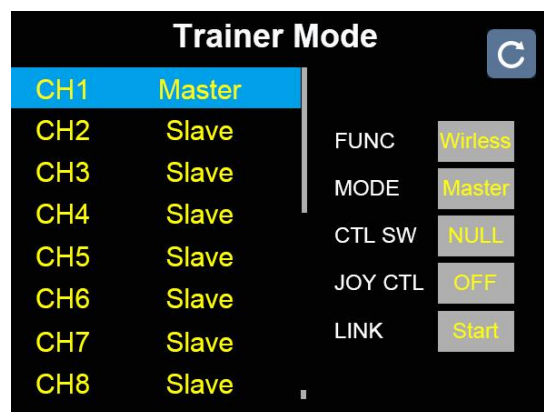 Trainer Mode
CH1 Master
CH2 Slave
CH3 Slave
CH4 Slave
CH5 Slave
CH6 Slave
CH7 Slave
CH8 Slave
FUNC Wirless
MODE Master
CTL SW NULL
JOY CTL OFF
LINK Start